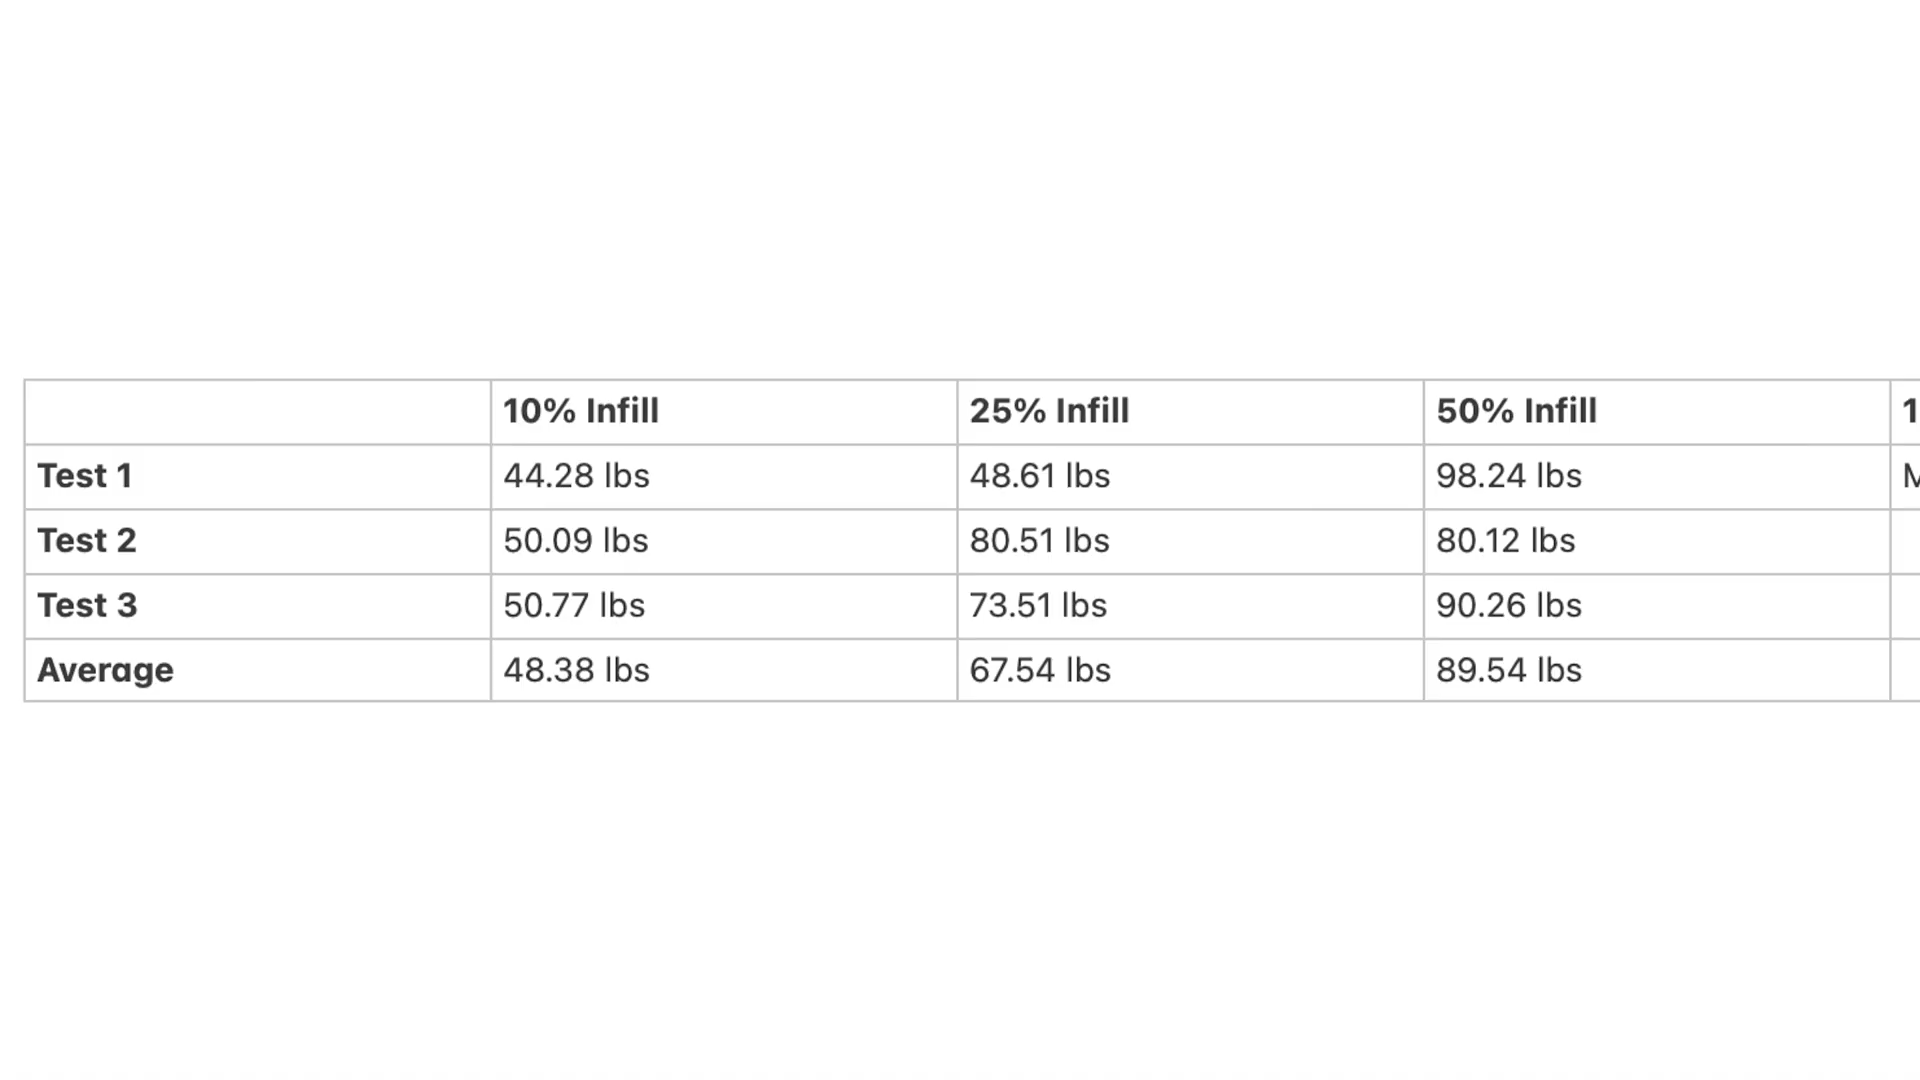 10% Infill 25% Infill 50% Infill 1
Test 1 44.28 lbs 48.61 lbs 98.24 lbs M
Test 2 50.09 lbs 80.51 lbs 80.12 lbs
Test 3 50.77 lbs 73.51 lbs 90.26 lbs
Average 48.38 lbs 67.54 lbs 89.54 lbs